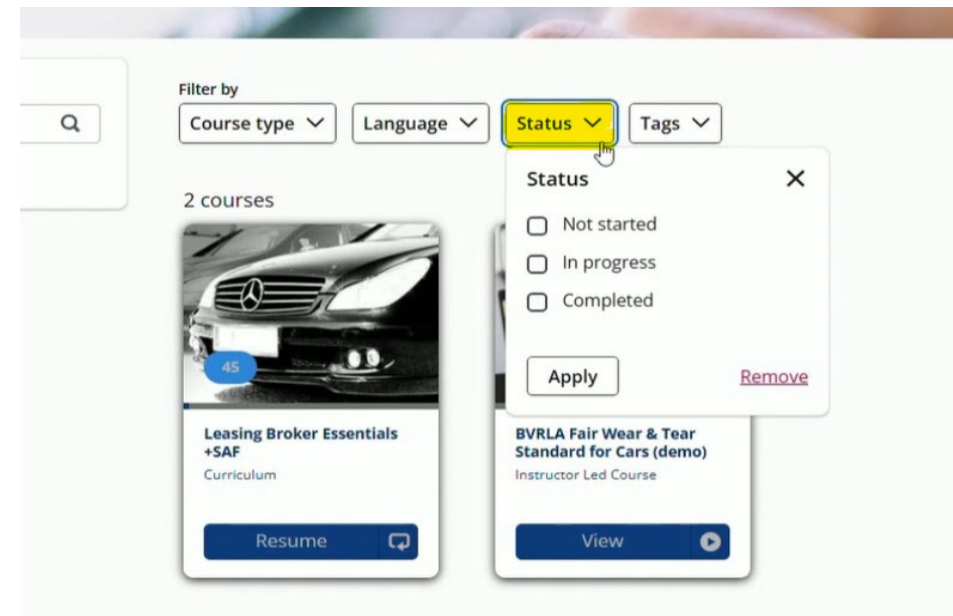 Filter by
Course type
Language
Status
Tags
Status
2 courses
Not started
In progress
Completed
45
Apply
Remove
Leasing Broker Essentials
+SAF
Curriculum
BVRLA Fair Wear & Tear
Standard for Cars (demo)
Instructor Led Course
Resume
View